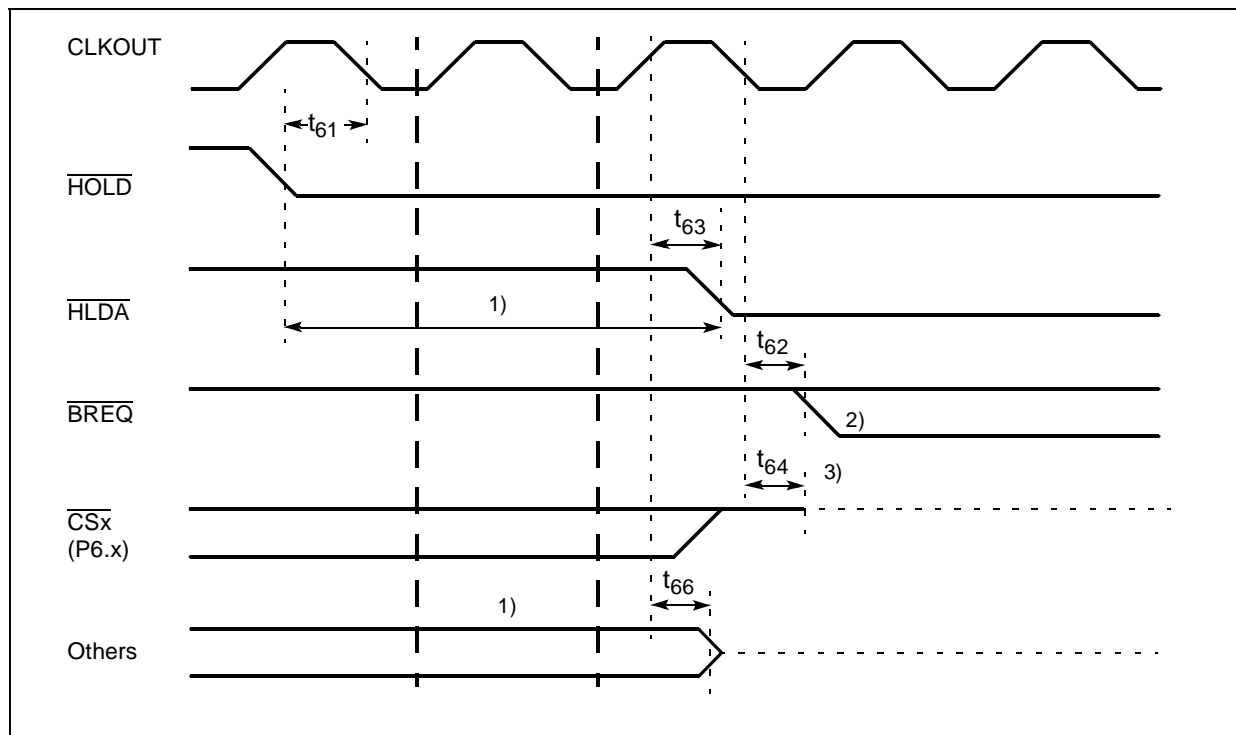 CLKOUT
t61
HOLD
t63
HLDA
1)
t62
BREQ
2)
t64
3)
CSx
(P6.x)
t66
1)
Others